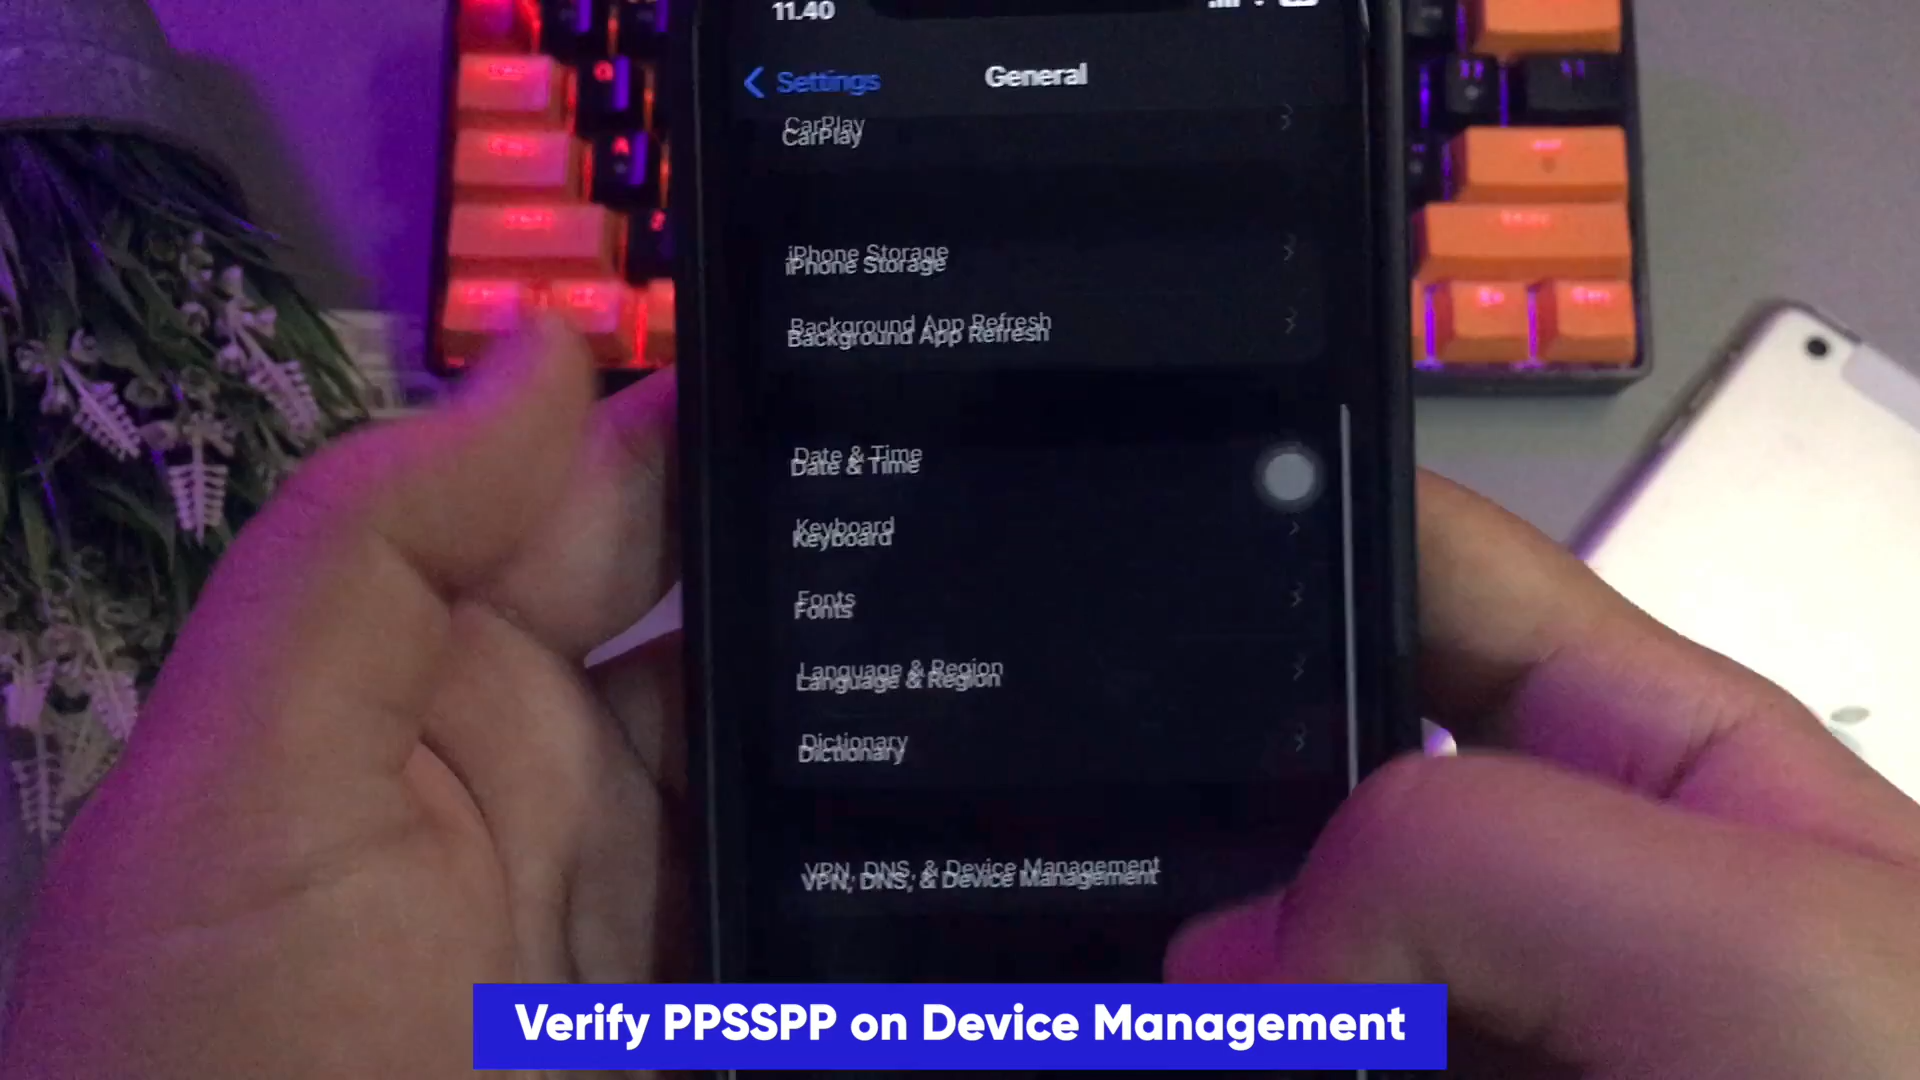 11.40
Settings
General
CarPlay
iPhone Storage
Background App Refresh
Date & Time
Keyboard
Fonts
Language & Region
Dictionary
VPN, DNS, & Device Management
Verify PPSSPP on Device Management